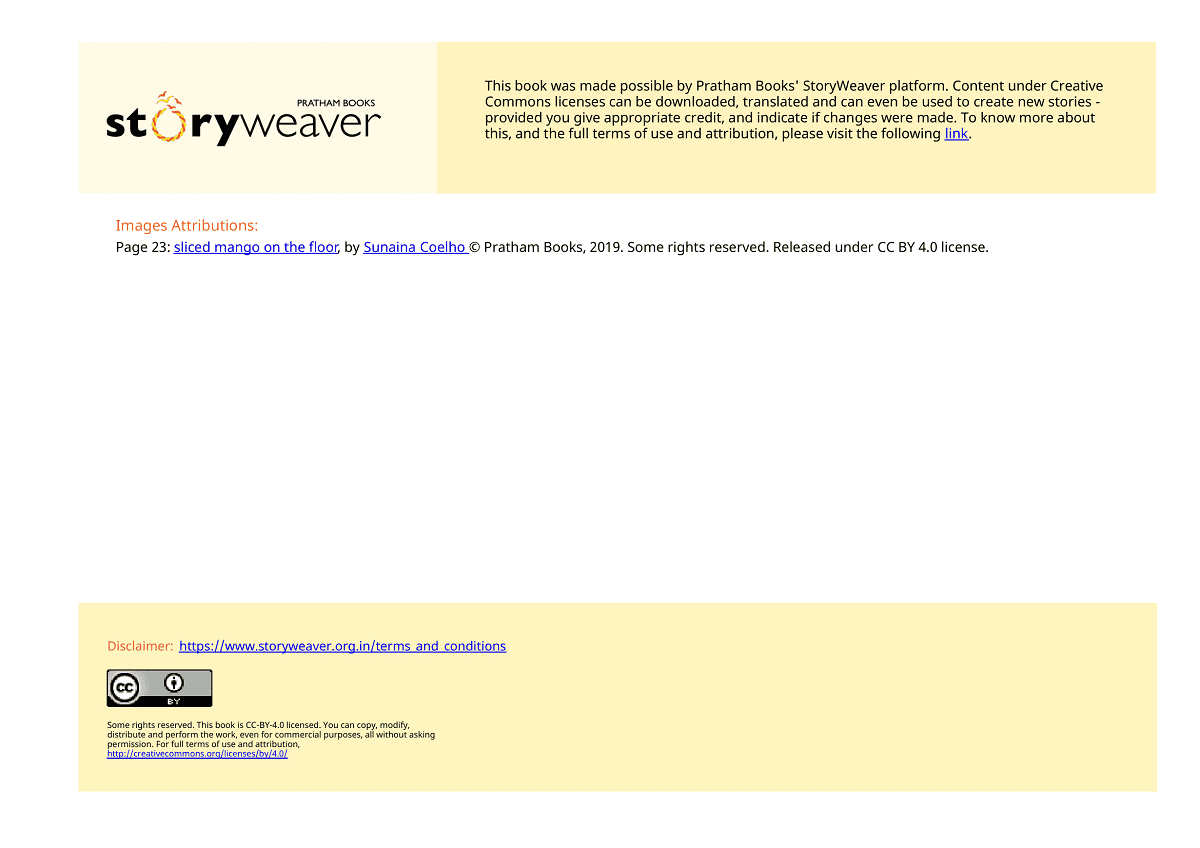 PRATHAM BOOKS
storyweaver
This book was made possible by Pratham Books' StoryWeaver platform. Content under Creative
Commons licenses can be downloaded, translated and can even be used to create new stories -
provided you give appropriate credit, and indicate if changes were made. To know more about
this, and the full terms of use and attribution, please visit the following link.
Images Attributions:
Page 23: sliced mango on the floor, by Sunaina Coelho © Pratham Books, 2019. Some rights reserved. Released under CC BY 4.0 license.
Disclaimer: https://www.storyweaver.org.in/terms_and_conditions
CC
BY
Some rights reserved. This book is CC-BY-4.0 licensed. You can copy, modify,
distribute and perform the work, even for commercial purposes, all without asking
permission. For full terms of use and attribution,
http://creativecommons.org/licenses/by/4.0/